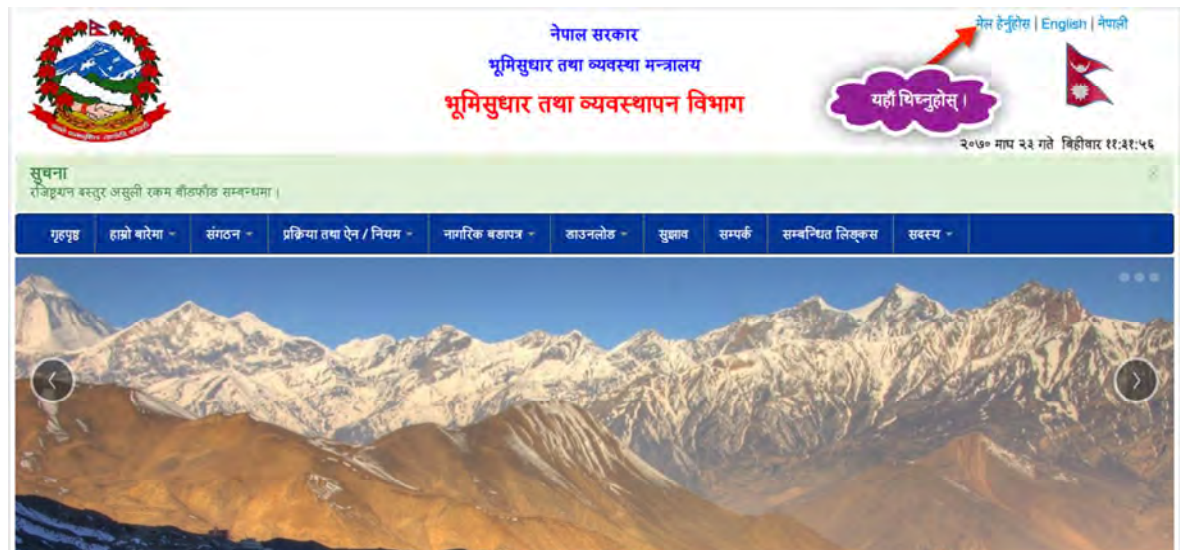 नेपाल सरकार
भूमिसुधार तथा व्यवस्था मन्त्रालय
भूमिसुधार तथा व्यवस्थापन विभाग
मेल हेर्नुहोस | English | नेपाली
यहाँ थिच्नुहोस् ।
२०७० माघ २३ गते बिहीवार ११:३१:५६
सुचना
रजिष्ट्रशन बस्तुर असुली रकम बाँडफाँड सम्बन्धमा ।
गृहपृष्ठ हाम्रो बारेमा संगठन प्रक्रिया तथा ऐन / नियम नागरिक बडापत्र डाउनलोड सुझाव सम्पर्क सम्बन्धित लिङ्कस सदस्य